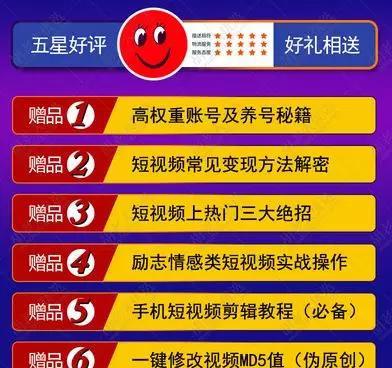 五星好评
描述相符
物流服务
服务态度
好礼相送
赠品1 高权重账号及养号秘籍
赠品2 短视频常见变现方法解密
赠品3 短视频上热门三大绝招
赠品4 励志情感类短视频实战操作
赠品5 手机短视频剪辑教程（必备）
赠品6 一键修改视频MD5值（伪原创）